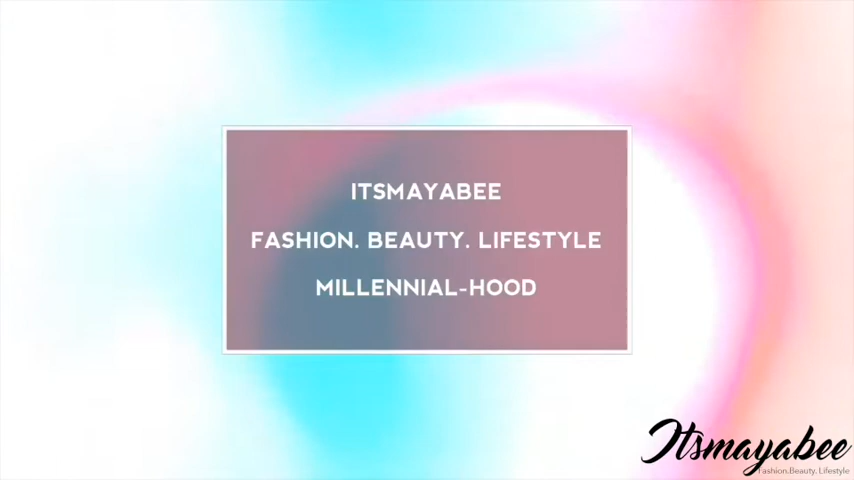 ITSMAYABEE
FASHION. BEAUTY. LIFESTYLE
MILLENNIAL-HOOD
Itsmayabee
Fashion.Beauty. Lifestyle